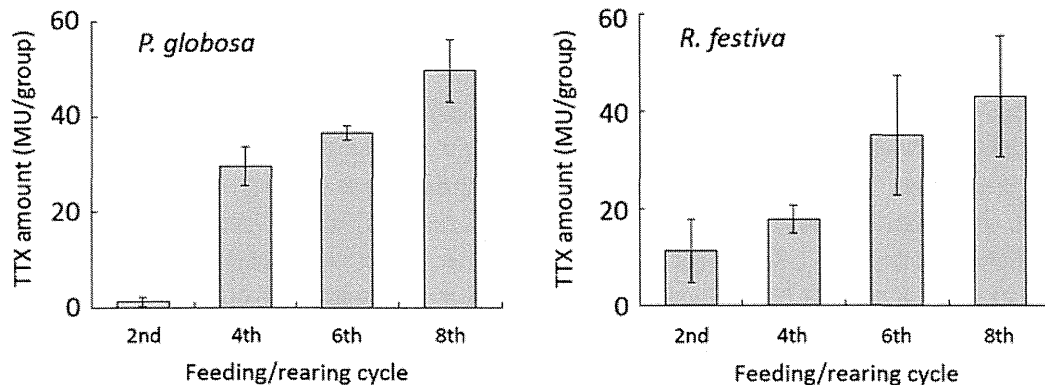 P. globosa
TTX amount (MU/group)
60
40
20
0
2nd 4th 6th 8th
Feeding/rearing cycle
R. festiva
TTX amount (MU/group)
60
40
20
0
2nd 4th 6th 8th
Feeding/rearing cycle